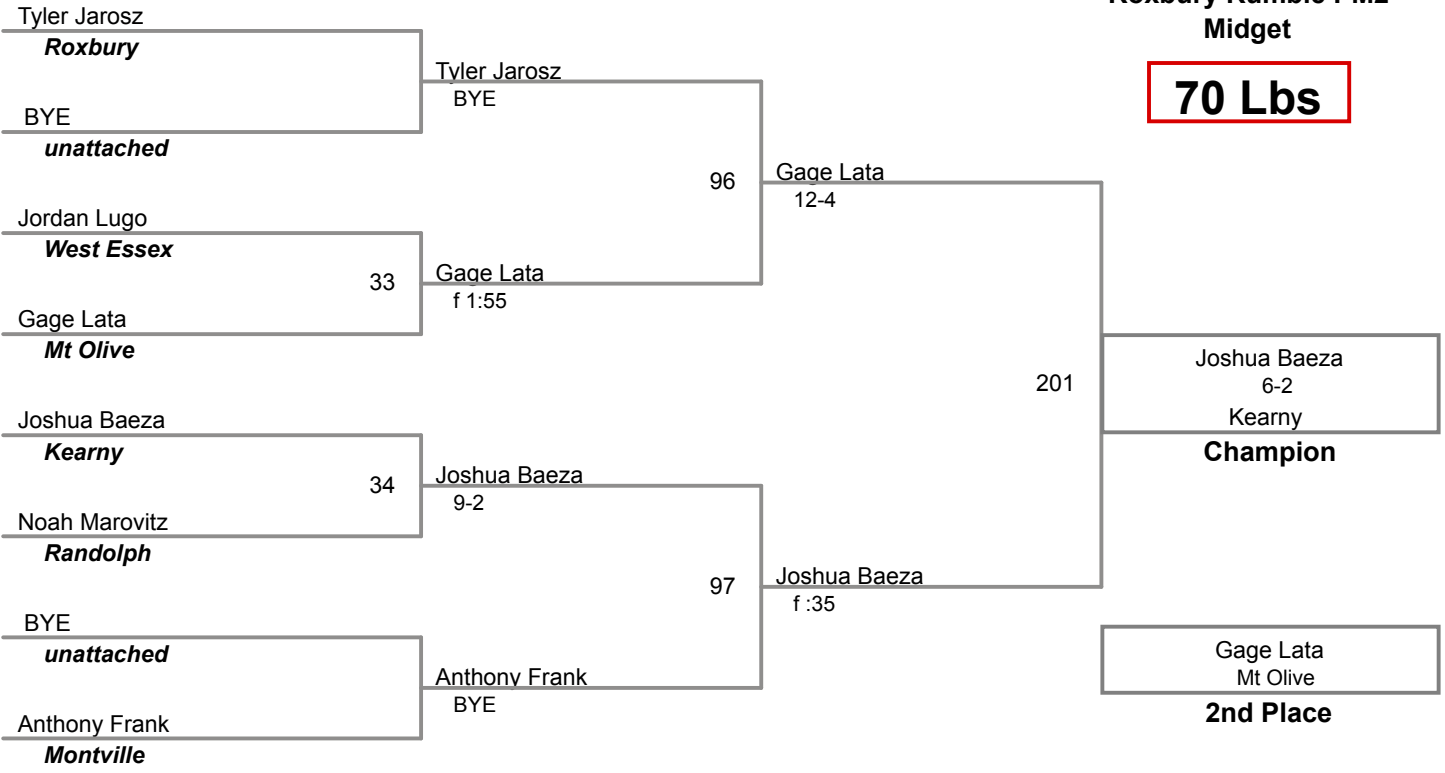 Midget
70 Lbs
Tyler Jarosz
Roxbury
BYE
unattached
Jordan Lugo
West Essex
33
Gage Lata
Mt Olive
Joshua Baeza
Kearny
34
Noah Marovitz
Randolph
BYE
unattached
Anthony Frank
Montville
Tyler Jarosz
BYE
96
Gage Lata
f 1:55
Joshua Baeza
9-2
97
Anthony Frank
BYE
Gage Lata
12-4
201
Joshua Baeza
f :35
Joshua Baeza
6-2
Kearny
Champion
Gage Lata
Mt Olive
2nd Place